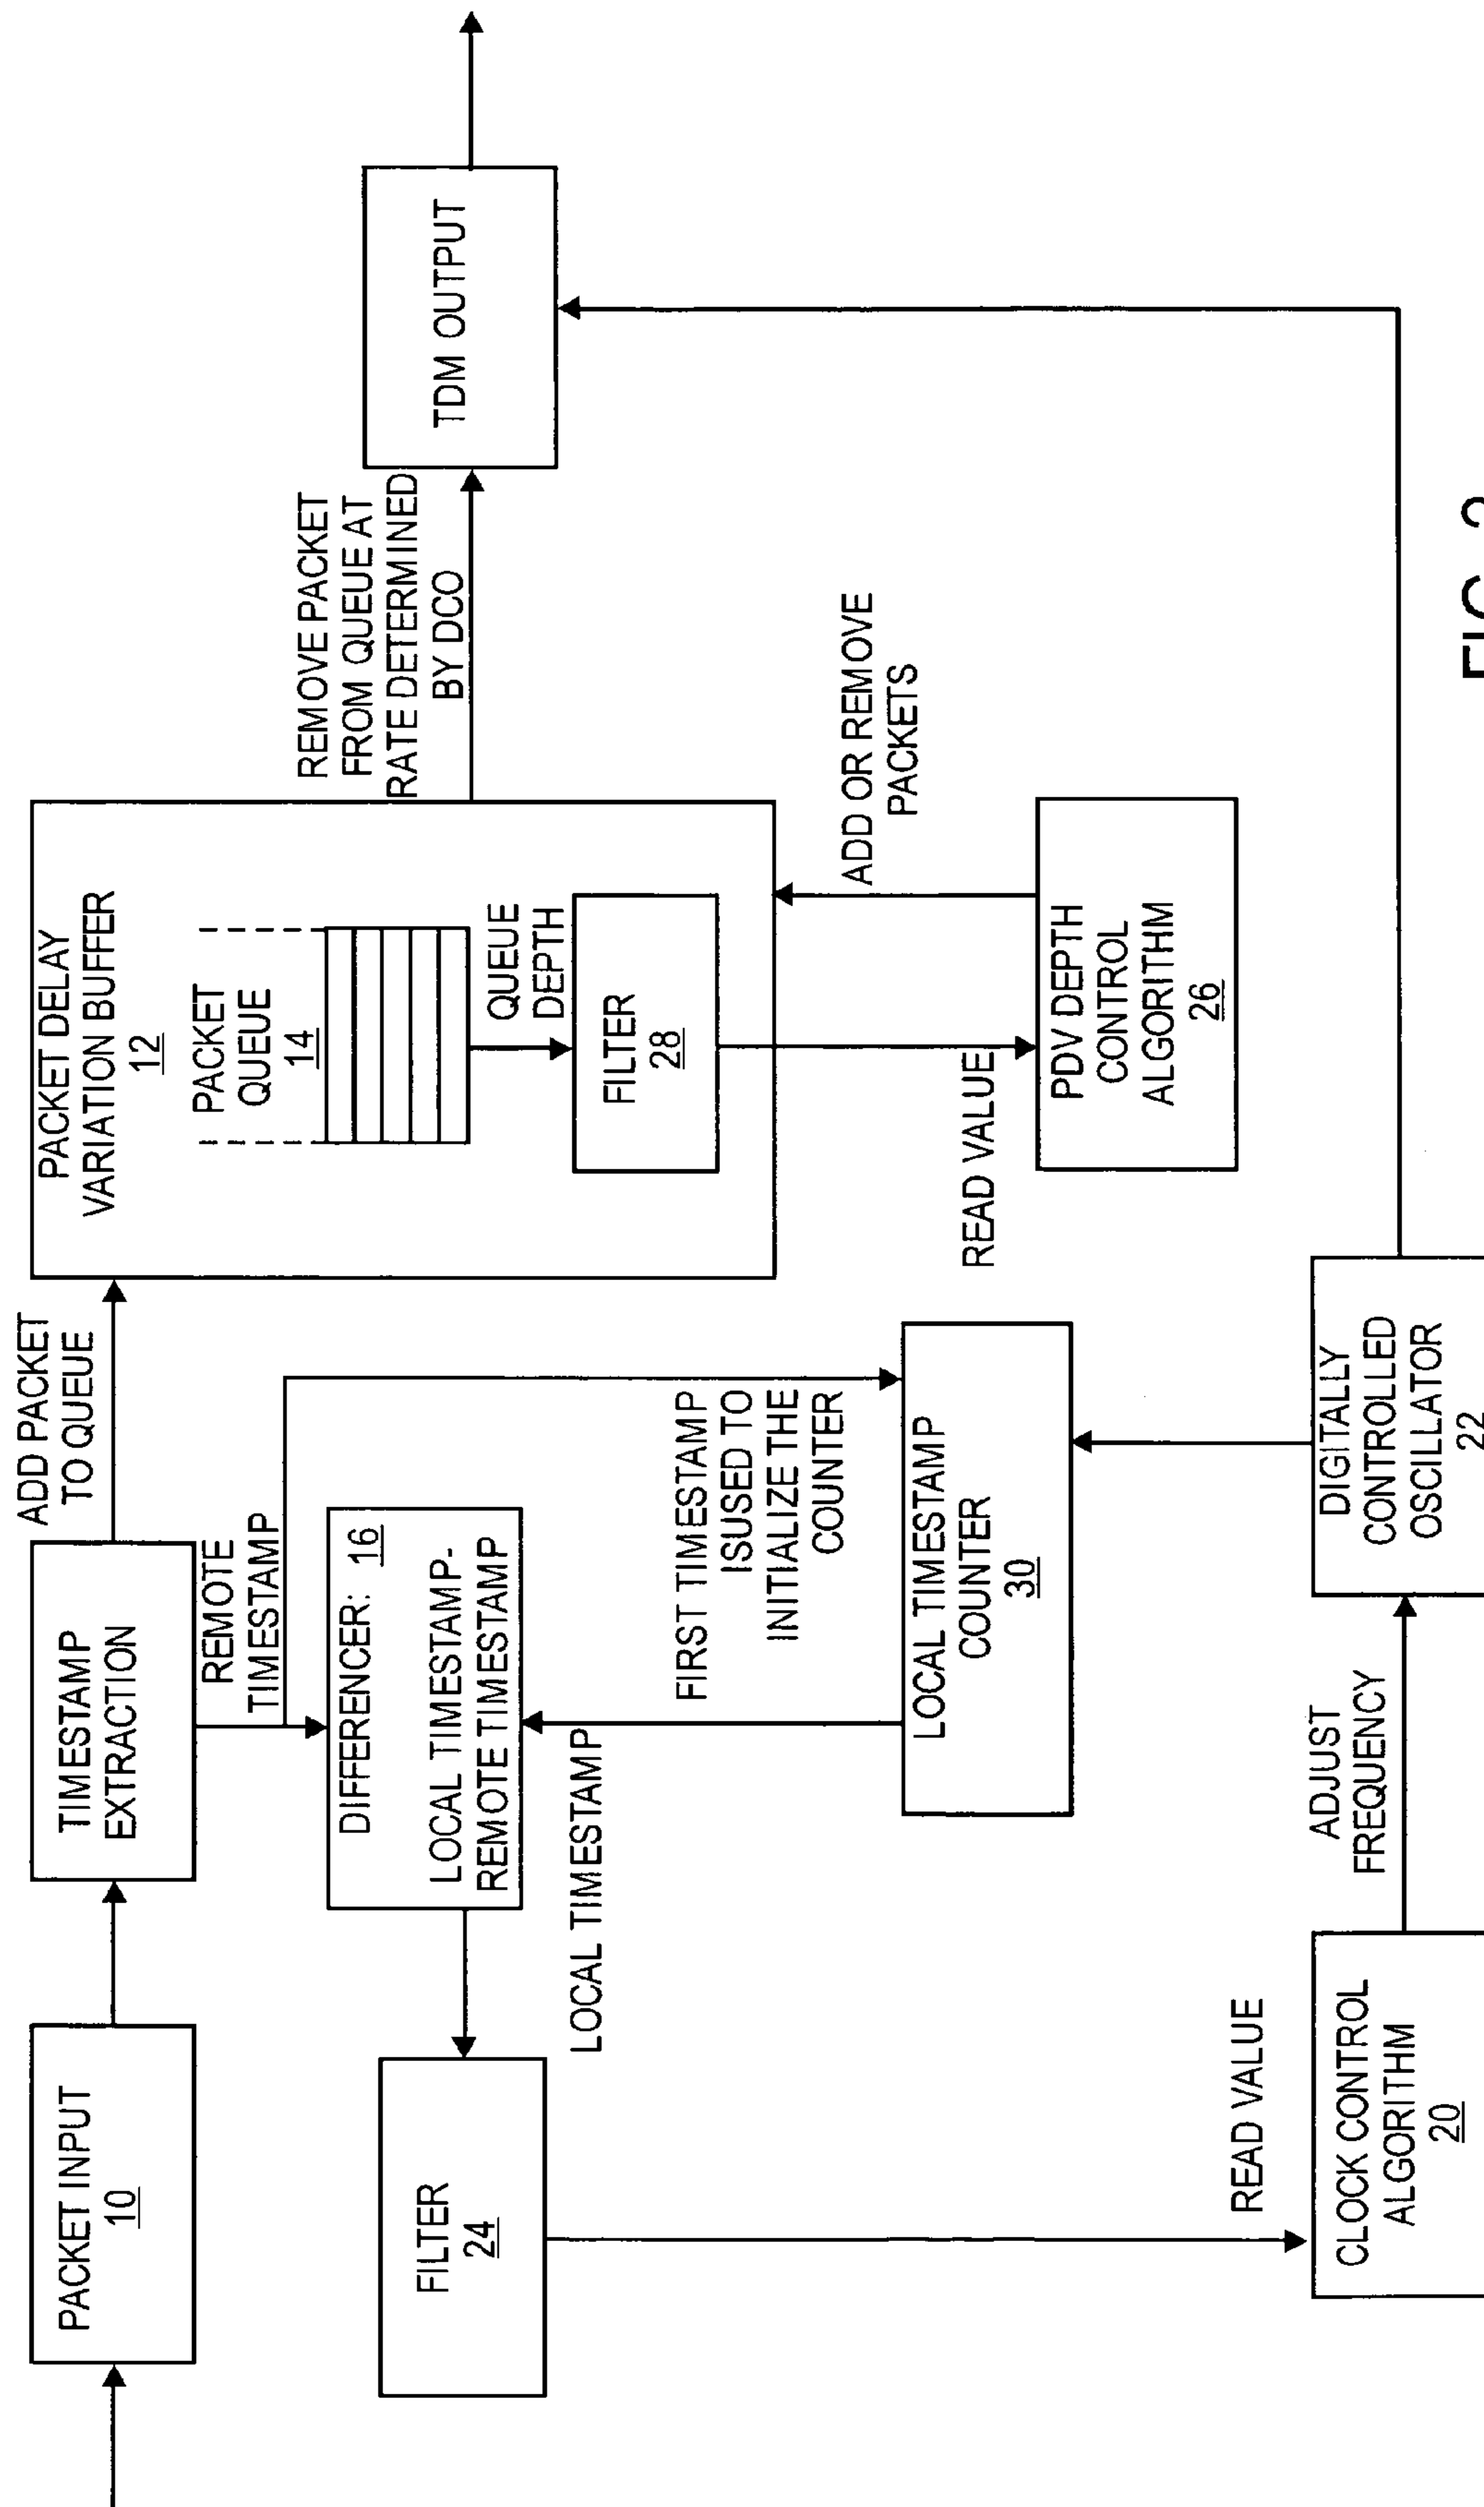 PACKET INPUT
10
TIMESTAMP
EXTRACTION
ADD PACKET
TO QUEUE
PACKET DELAY
VARIATION BUFFER
12
PACKET
QUEUE
14
QUEUE
DEPTH
FILTER
28
REMOVE PACKET
FROM QUEUE AT
RATE DETERMINED
BY DCO
TDM OUTPUT
REMOTE
TIMESTAMP
DIFFERENCER: 16
LOCAL TIMESTAMP-
REMOTE TIMESTAMP
FILTER
24
LOCAL TIMESTAMP
FIRST TIMESTAMP
ISUSED TO
INITIALIZE THE
COUNTER
LOCAL TIMESTAMP
COUNTER
30
READ VALUE
ADD OR REMOVE
PACKETS
PDV DEPTH
CONTROL
ALGORITHM
26
READ VALUE
CLOCK CONTROL
ALGORITHM
20
ADJUST
FREQUENCY
DIGITALLY
CONTROLLED
OSCILLATOR
22